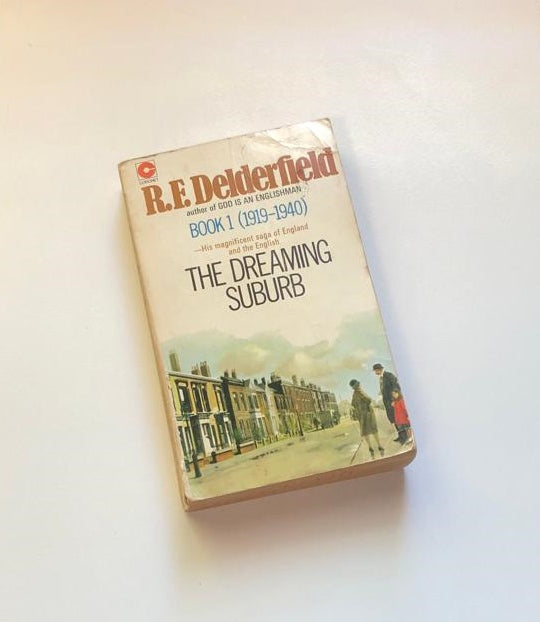 CORONET
R.F. Delderfield
author of GOD IS AN ENGLISHMAN
BOOK 1 (1919–1940)
—His magnificent saga of England
and the English
THE DREAMING
SUBURB